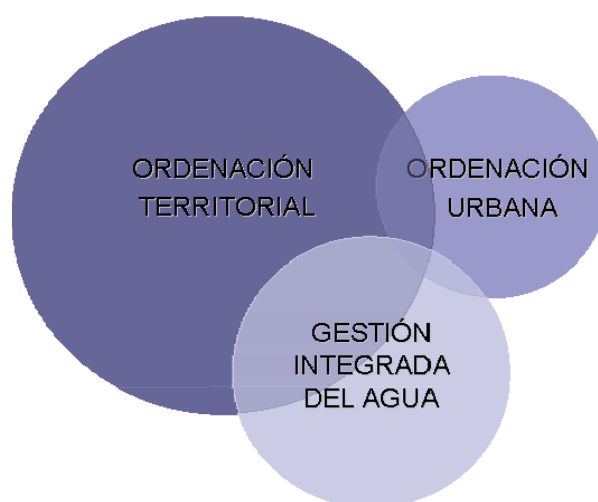 ORDENACIÓN
TERRITORIAL
ORDENACIÓN
URBANA
GESTIÓN
INTEGRADA
DEL AGUA